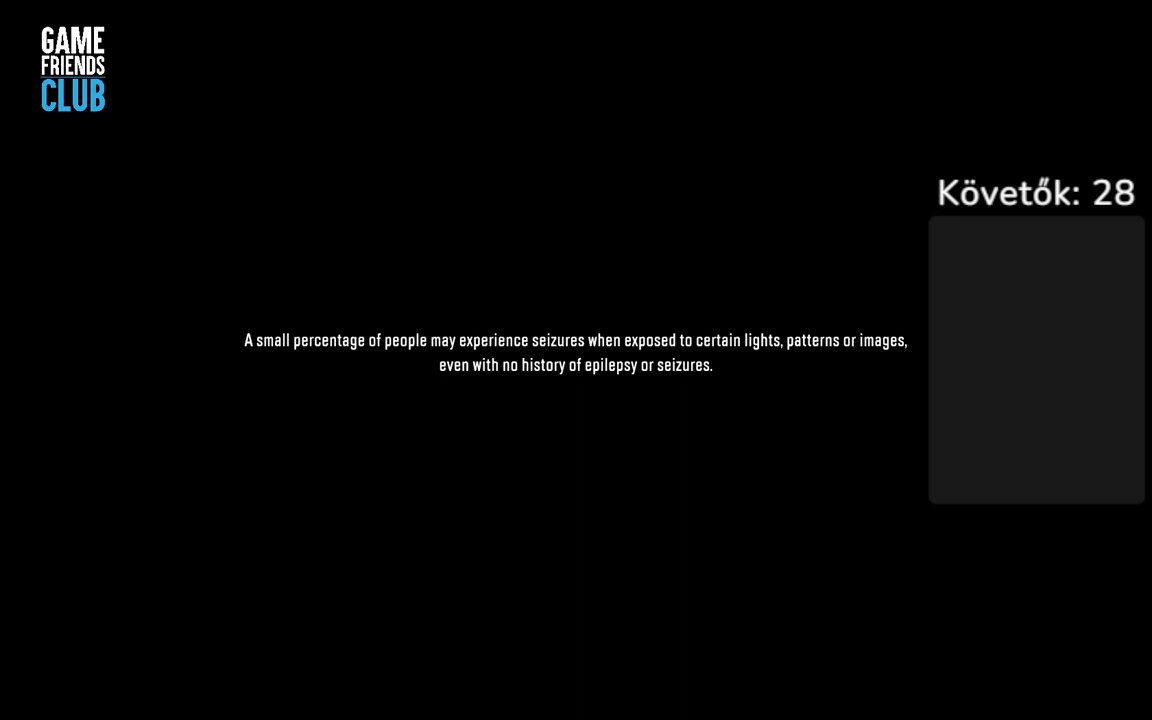 GAME
FRIENDS
CLUB
Követők: 28
A small percentage of people may experience seizures when exposed to certain lights, patterns or images,
even with no history of epilepsy or seizures.